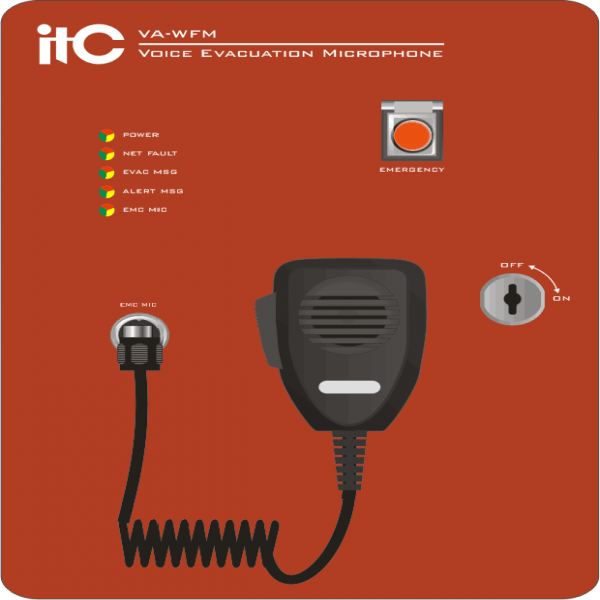 itC
VA-WFM
Voice Evacuation Microphone
POWER
NET FAULT
EVAC MSG
ALERT MSG
EMC MIC
EMERGENCY
OFF
ON
EMC MIC